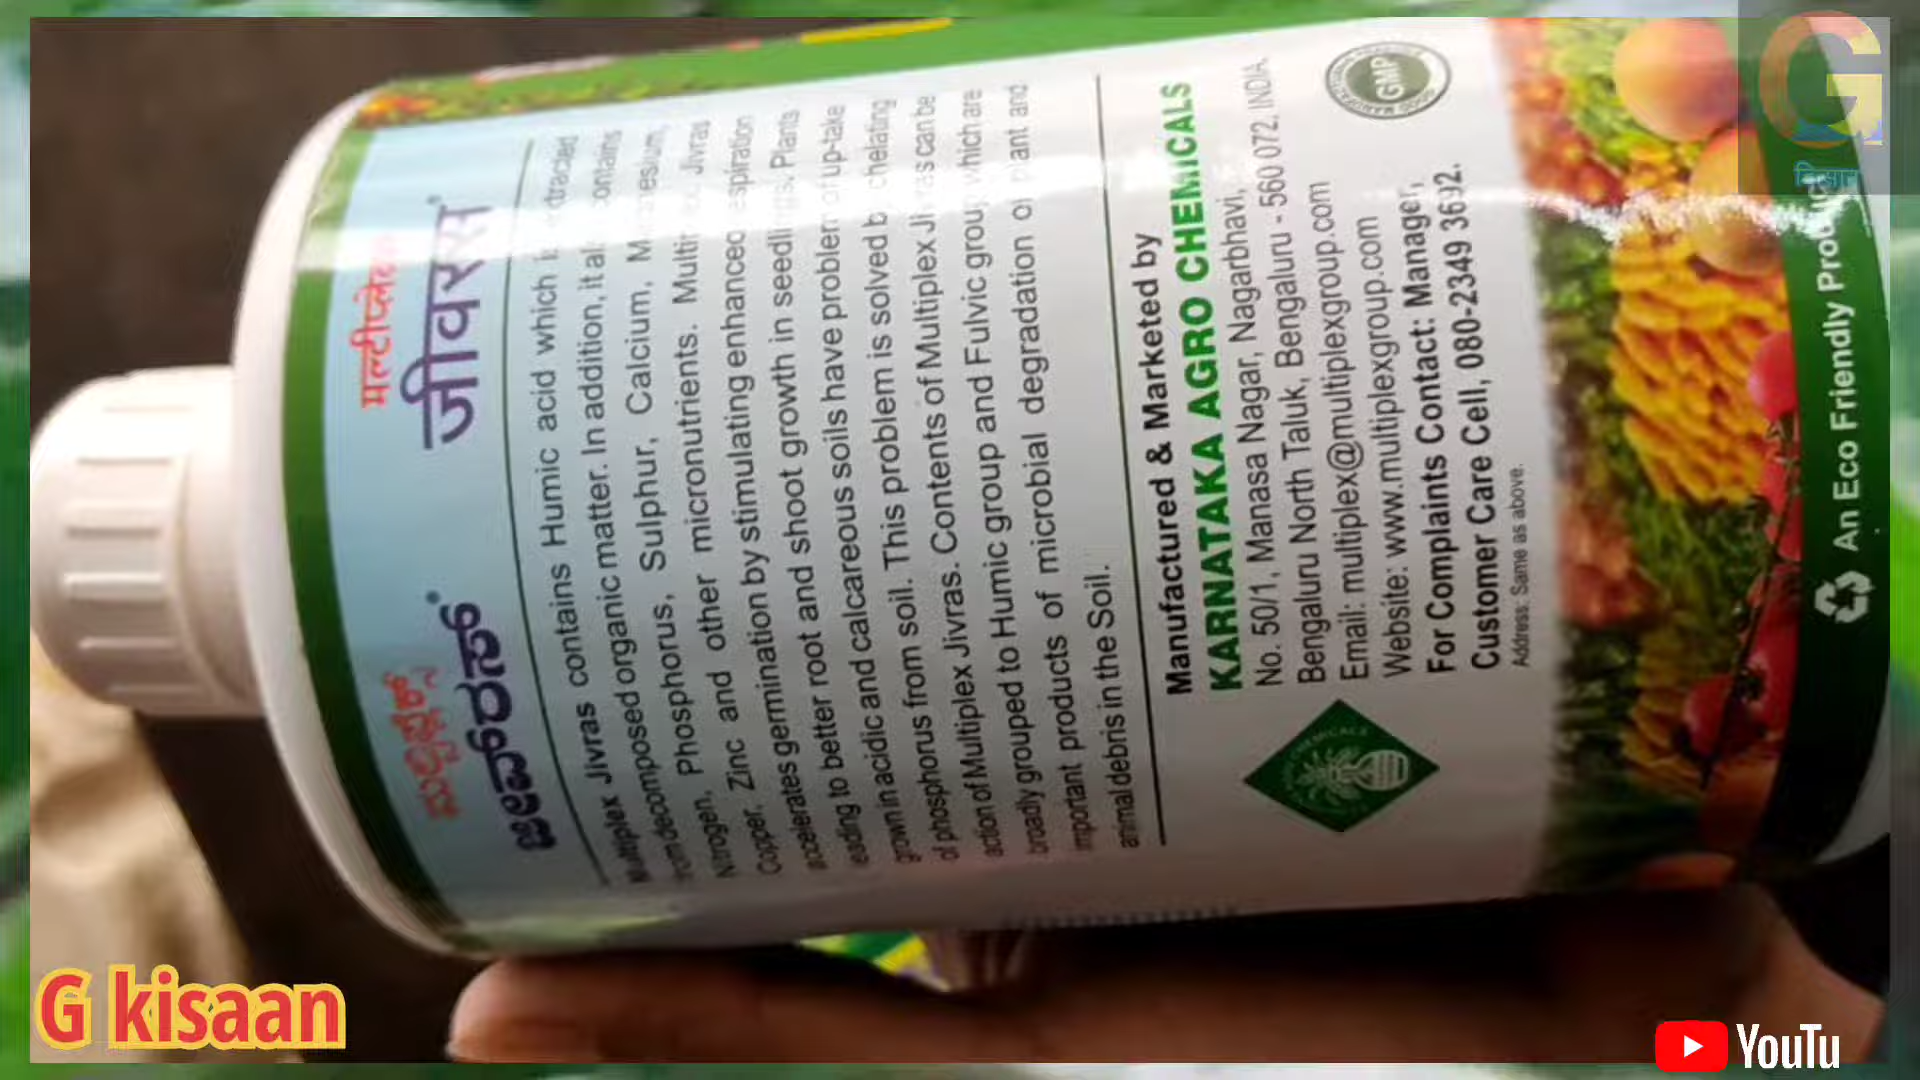 ಮಲ್ಟಿಪ್ಲೆಕ್ಸ್ मल्टीप्लेक्स
ಜೀವ್‌ರಸ್® जीवरस®
Multiplex Jivras contains Humic acid which is extracted
from decomposed organic matter. In addition, it also contains
Nitrogen, Phosphorus, Sulphur, Calcium, Magnesium,
Copper, Zinc and other micronutrients. Multiplex Jivras
accelerates germination by stimulating enhanced respiration
leading to better root and shoot growth in seedlings. Plants
grown in acidic and calcareous soils have problem of up-take
of phosphorus from soil. This problem is solved by chelating
action of Multiplex Jivras. Contents of Multiplex Jivras can be
broadly grouped to Humic group and Fulvic group which are
important products of microbial degradation of plant and
animal debris in the Soil.
Manufactured & Marketed by
KARNATAKA AGRO CHEMICALS
No. 50/1, Manasa Nagar, Nagarbhavi,
Bengaluru North Taluk, Bengaluru - 560 072. INDIA
Email: multiplex@multiplexgroup.com
Website: www.multiplexgroup.com
For Complaints Contact: Manager,
Customer Care Cell, 080-2349 3692.
Address: Same as above.
GMP
An Eco Friendly Product
G
किसान
G kisaan
YouTu